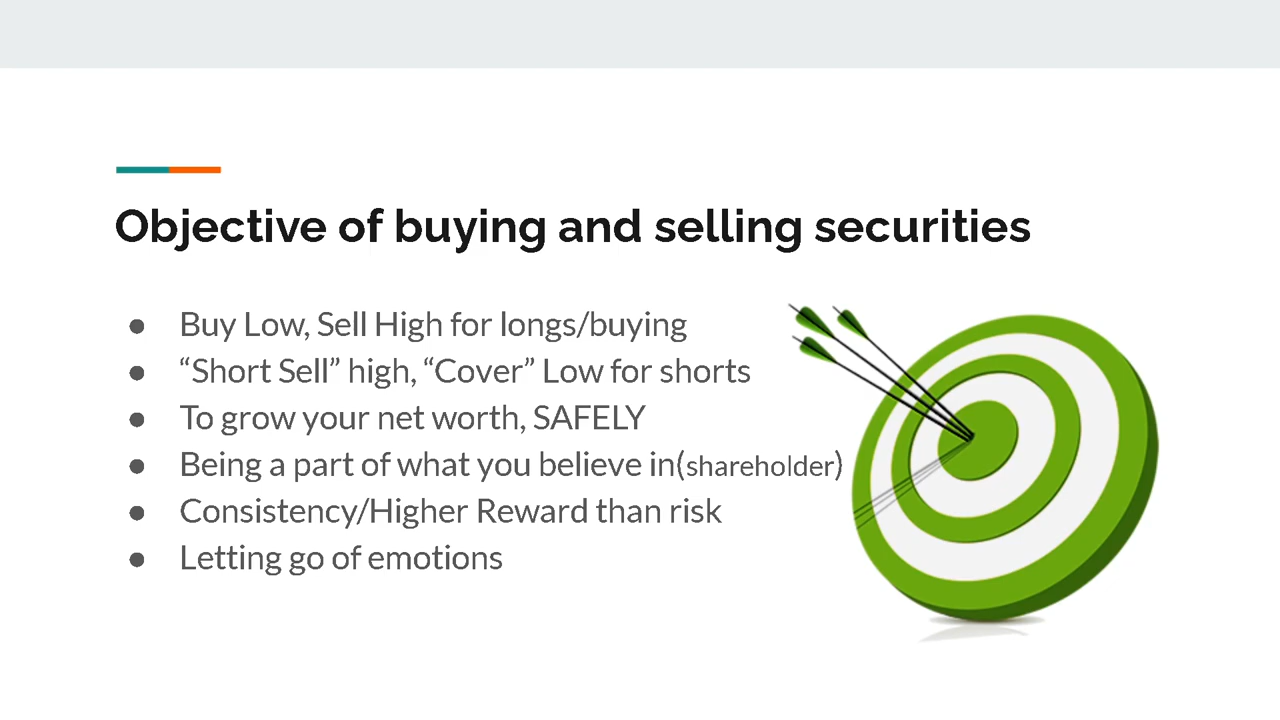 Objective of buying and selling securities
● Buy Low, Sell High for longs/buying
● “Short Sell” high, “Cover” Low for shorts
● To grow your net worth, SAFELY
● Being a part of what you believe in(shareholder)
● Consistency/Higher Reward than risk
● Letting go of emotions